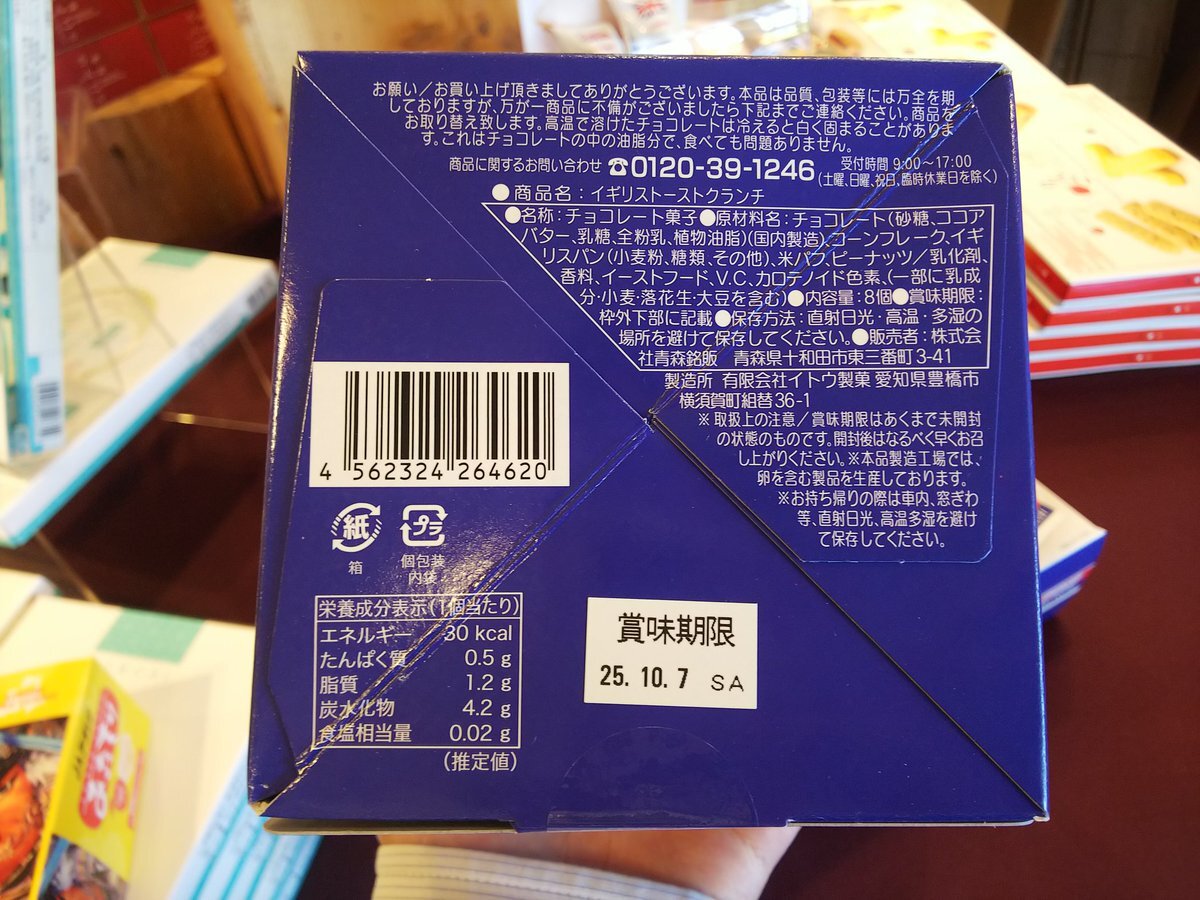 お願い／お買い上げ頂きましてありがとうございます。本品は品質、包装等には万全を期
しておりますが、万が一商品に不備がございましたら下記までご連絡ください。商品を
お取り替え致します。高温で溶けたチョコレートは冷えると白く固まることがありま
す。これはチョコレートの中の油脂分で、食べても問題ありません。
商品に関するお問い合わせ ☎0120-39-1246 受付時間 9:00～17:00
(土曜、日曜、祝日、臨時休業日を除く)
●商品名：イギリストーストクランチ
●名称：チョコレート菓子●原材料名：チョコレート(砂糖、ココア
バター、乳糖、全粉乳、植物油脂)(国内製造)、コーンフレーク、イギ
リスパン(小麦粉、糖類、その他)、米パフ、ピーナッツ／乳化剤、
香料、イーストフード、V.C、カロテノイド色素、(一部に乳成
分・小麦・落花生・大豆を含む)●内容量：8個●賞味期限：
枠外下部に記載●保存方法：直射日光・高温・多湿の
場所を避けて保存してください。●販売者：株式会
社青森銘販 青森県十和田市東三番町3-41
製造所 有限会社イトウ製菓 愛知県豊橋市
横須賀町組替36-1
※取扱上の注意／賞味期限はあくまで未開封
の状態のものです。開封後はなるべく早くお召
し上がりください。※本品製造工場では、
卵を含む製品を生産しております。
※お持ち帰りの際は車内、窓ぎわ
等、直射日光、高温多湿を避け
て保存してください。
4 562324 264620
紙
箱
プラ
個包装
内袋
栄養成分表示(1個当たり)
エネルギー 30 kcal
たんぱく質 0.5 g
脂質 1.2 g
炭水化物 4.2 g
食塩相当量 0.02 g
(推定値)
賞味期限
25.10.7 SA